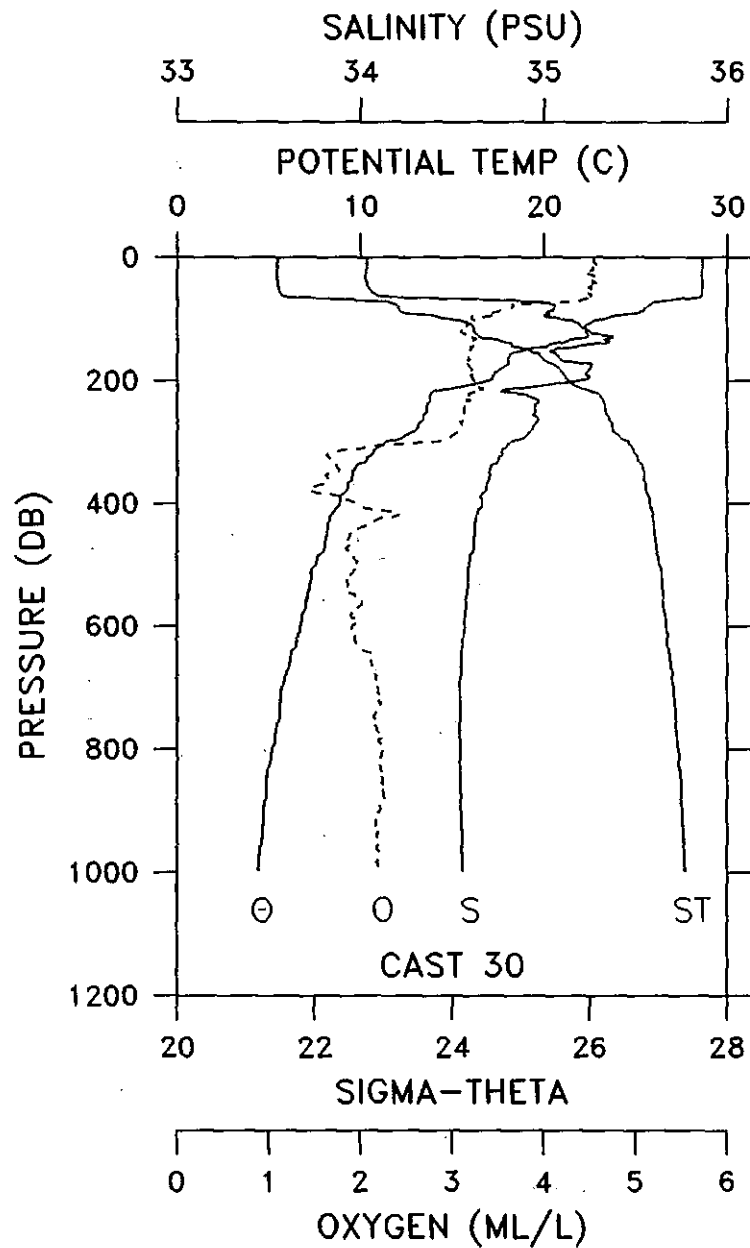 SALINITY (PSU)
33 34 35 36
POTENTIAL TEMP (C)
0 10 20 30
0
200
400
600
800
1000
1200
PRESSURE (DB)
Θ O S ST
CAST 30
20 22 24 26 28
SIGMA-THETA
0 1 2 3 4 5 6
OXYGEN (ML/L)